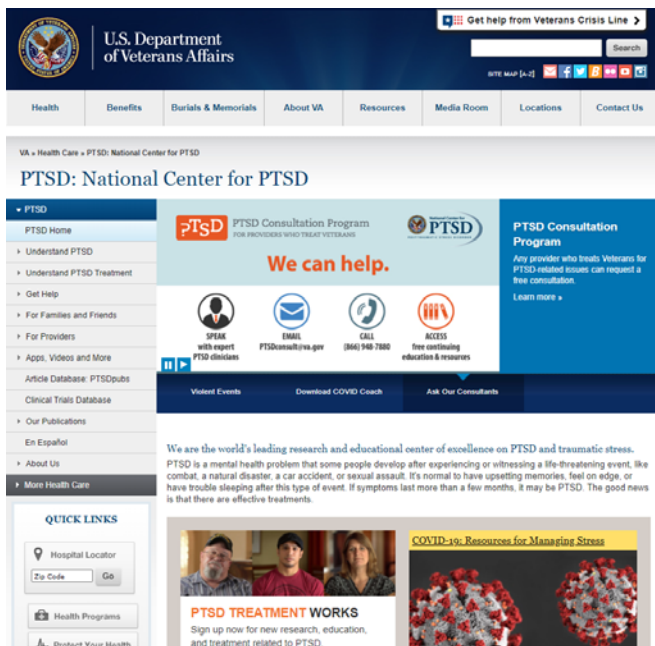 Get help from Veterans Crisis Line
U.S. Department
of Veterans Affairs
Search
SITE MAP [A-Z]
Health
Benefits
Burials & Memorials
About VA
Resources
Media Room
Locations
Contact Us
VA » Health Care » PTSD: National Center for PTSD
PTSD: National Center for PTSD
PTSD
PTSD Home
Understand PTSD
Understand PTSD Treatment
Get Help
For Families and Friends
For Providers
Apps, Videos and More
Article Database: PTSDpubs
Clinical Trials Database
Our Publications
En Español
About Us
More Health Care
QUICK LINKS
Hospital Locator
Zip Code
Go
Health Programs
Protect Your Health
PTSD
PTSD Consultation Program
FOR PROVIDERS WHO TREAT VETERANS
National Center for
PTSD
We can help.
SPEAK
with expert
PTSD clinicians
EMAIL
PTSDconsult@va.gov
CALL
(866) 948-7880
ACCESS
free continuing
education & resources
PTSD Consultation
Program
Any provider who treats Veterans for
PTSD-related issues can request a
free consultation.
Learn more »
Violent Events
Download COVID Coach
Ask Our Consultants
We are the world's leading research and educational center of excellence on PTSD and traumatic stress.
PTSD is a mental health problem that some people develop after experiencing or witnessing a life-threatening event, like
combat, a natural disaster, a car accident, or sexual assault. It's normal to have upsetting memories, feel on edge, or
have trouble sleeping after this type of event. If symptoms last more than a few months, it may be PTSD. The good news
is that there are effective treatments.
PTSD TREATMENT WORKS
Sign up now for new research, education,
and treatment related to PTSD.
COVID-19: Resources for Managing Stress